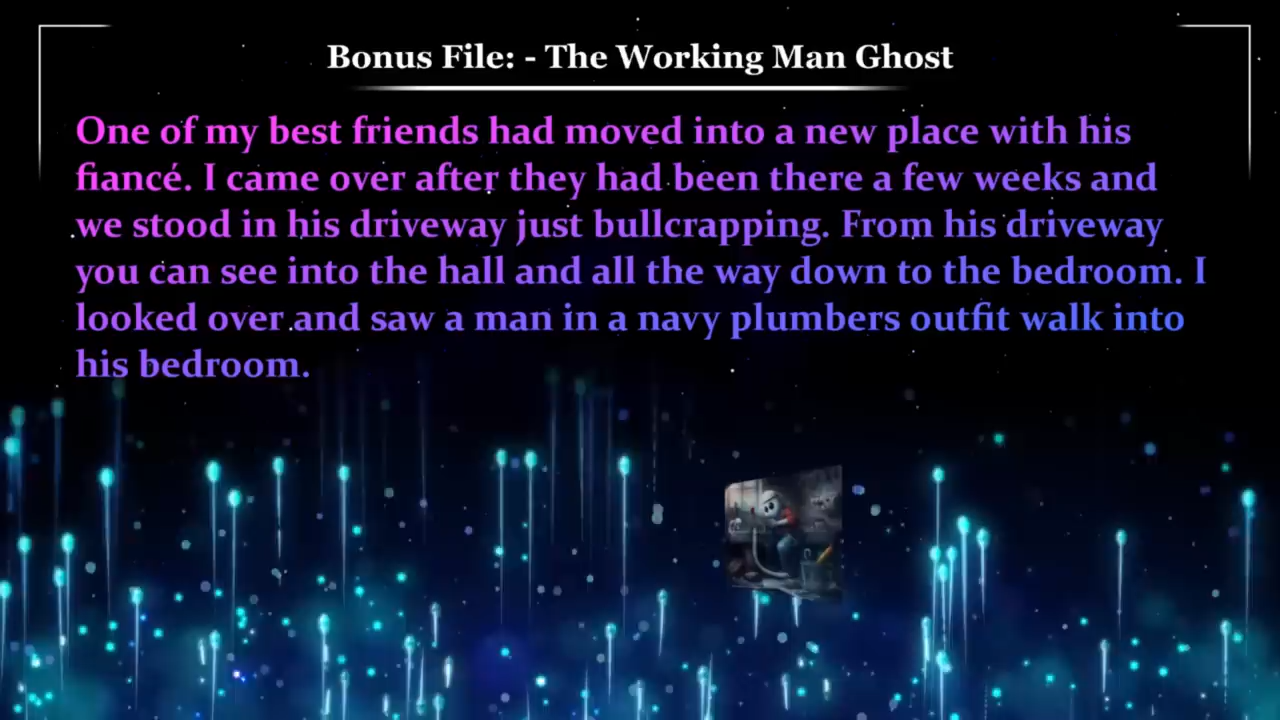 Bonus File: - The Working Man Ghost
One of my best friends had moved into a new place with his
fiancé. I came over after they had been there a few weeks and
we stood in his driveway just bullcrapping. From his driveway
you can see into the hall and all the way down to the bedroom. I
looked over and saw a man in a navy plumbers outfit walk into
his bedroom.